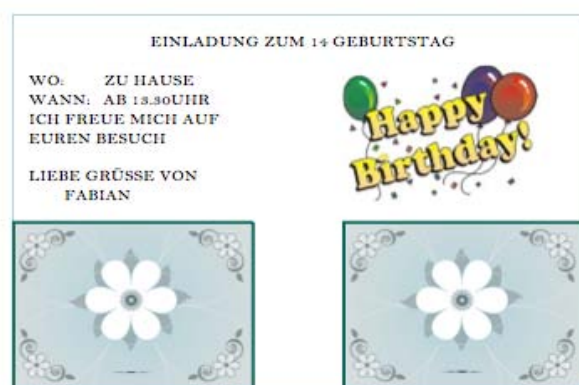 EINLADUNG ZUM 14 GEBURTSTAG
WO: ZU HAUSE
WANN: AB 13.30UHR
ICH FREUE MICH AUF
EUREN BESUCH
LIEBE GRÜSSE VON
FABIAN
Happy
Birthday!